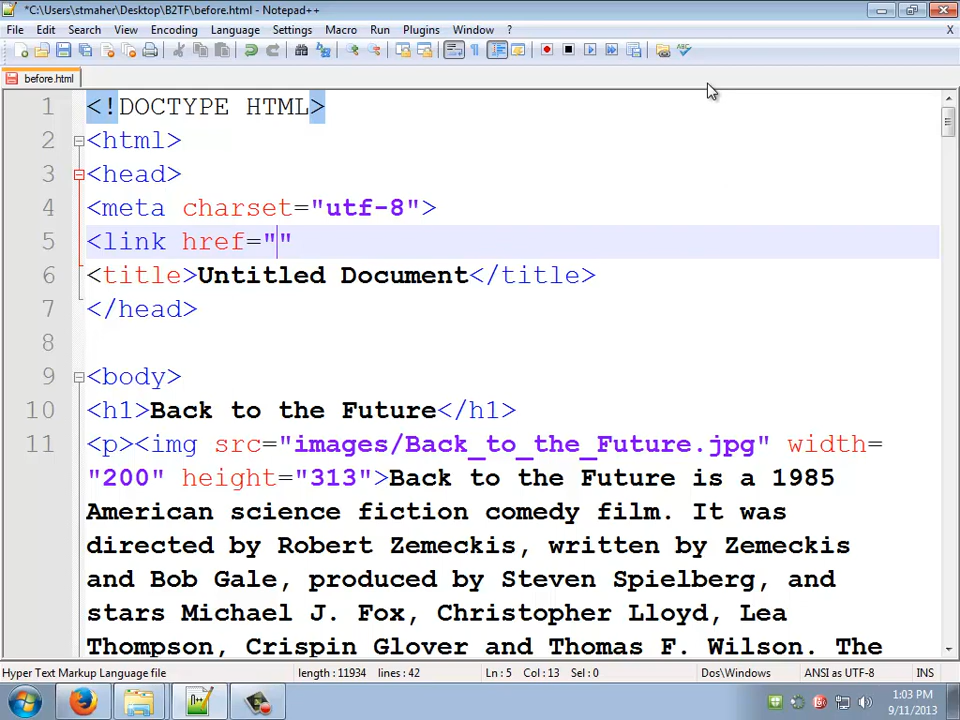 *C:\Users\stmaher\Desktop\B2TF\before.html - Notepad++
File Edit Search View Encoding Language Settings Macro Run Plugins Window ? X
before.html
1 <!DOCTYPE HTML>
2 <html>
3 <head>
4 <meta charset="utf-8">
5 <link href=""
6 <title>Untitled Document</title>
7 </head>
8
9 <body>
10 <h1>Back to the Future</h1>
11 <p><img src="images/Back_to_the_Future.jpg" width=
"200" height="313">Back to the Future is a 1985
American science fiction comedy film. It was
directed by Robert Zemeckis, written by Zemeckis
and Bob Gale, produced by Steven Spielberg, and
stars Michael J. Fox, Christopher Lloyd, Lea
Thompson, Crispin Glover and Thomas F. Wilson. The
Hyper Text Markup Language file length : 11934 lines : 42 Ln : 5 Col : 13 Sel : 0 Dos\Windows ANSI as UTF-8 INS
1:03 PM
9/11/2013